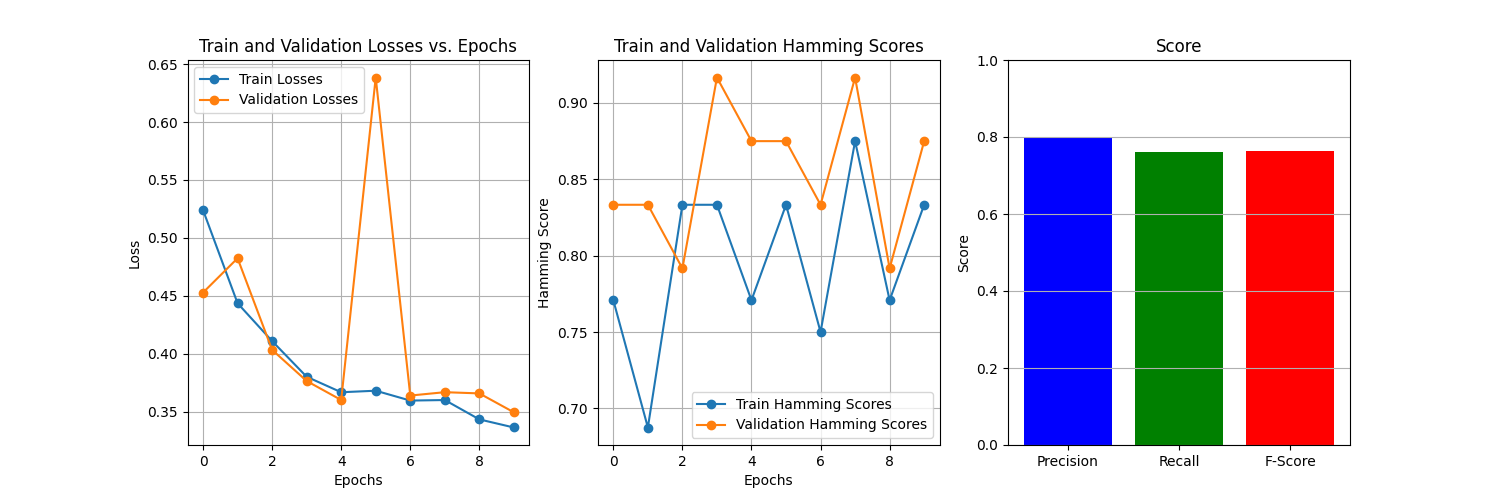 Train and Validation Losses vs. Epochs
Train Losses
Validation Losses
Loss
0.65
0.60
0.55
0.50
0.45
0.40
0.35
0 2 4 6 8
Epochs
Train and Validation Hamming Scores
Hamming Score
0.90
0.85
0.80
0.75
0.70
Train Hamming Scores
Validation Hamming Scores
0 2 4 6 8
Epochs
Score
Score
1.0
0.8
0.6
0.4
0.2
0.0
Precision Recall F-Score